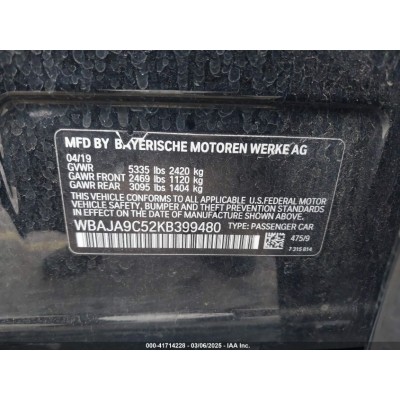 MFD BY BAYERISCHE MOTOREN WERKE AG
04/19
GVWR 5335 lbs 2420 kg
GAWR FRONT 2469 lbs 1120 kg
GAWR REAR 3095 lbs 1404 kg
THIS VEHICLE CONFORMS TO ALL APPLICABLE U.S.FEDERAL MOTOR
VEHICLE SAFETY, BUMPER, AND THEFT PREVENTION STANDARDS IN
EFFECT ON THE DATE OF MANUFACTURE SHOWN ABOVE.
WBAJA9C52KB399480 TYPE: PASSENGER CAR
475/9
7 315 814
000-41714228 | 03/06/2025 | IAA Inc.